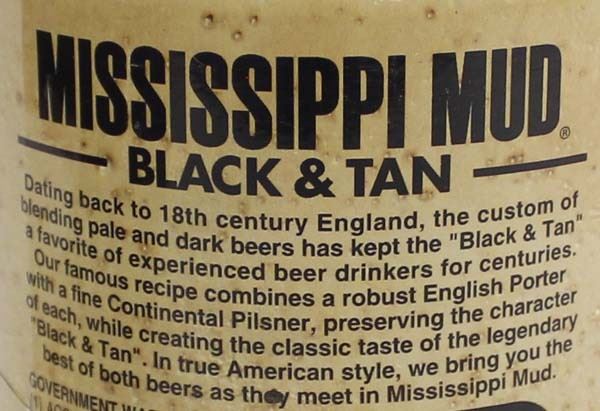 MISSISSIPPI MUD®
BLACK & TAN
Dating back to 18th century England, the custom of
blending pale and dark beers has kept the "Black & Tan"
a favorite of experienced beer drinkers for centuries.
Our famous recipe combines a robust English Porter
with a fine Continental Pilsner, preserving the character
of each, while creating the classic taste of the legendary
"Black & Tan". In true American style, we bring you the
best of both beers as they meet in Mississippi Mud.
GOVERNMENT